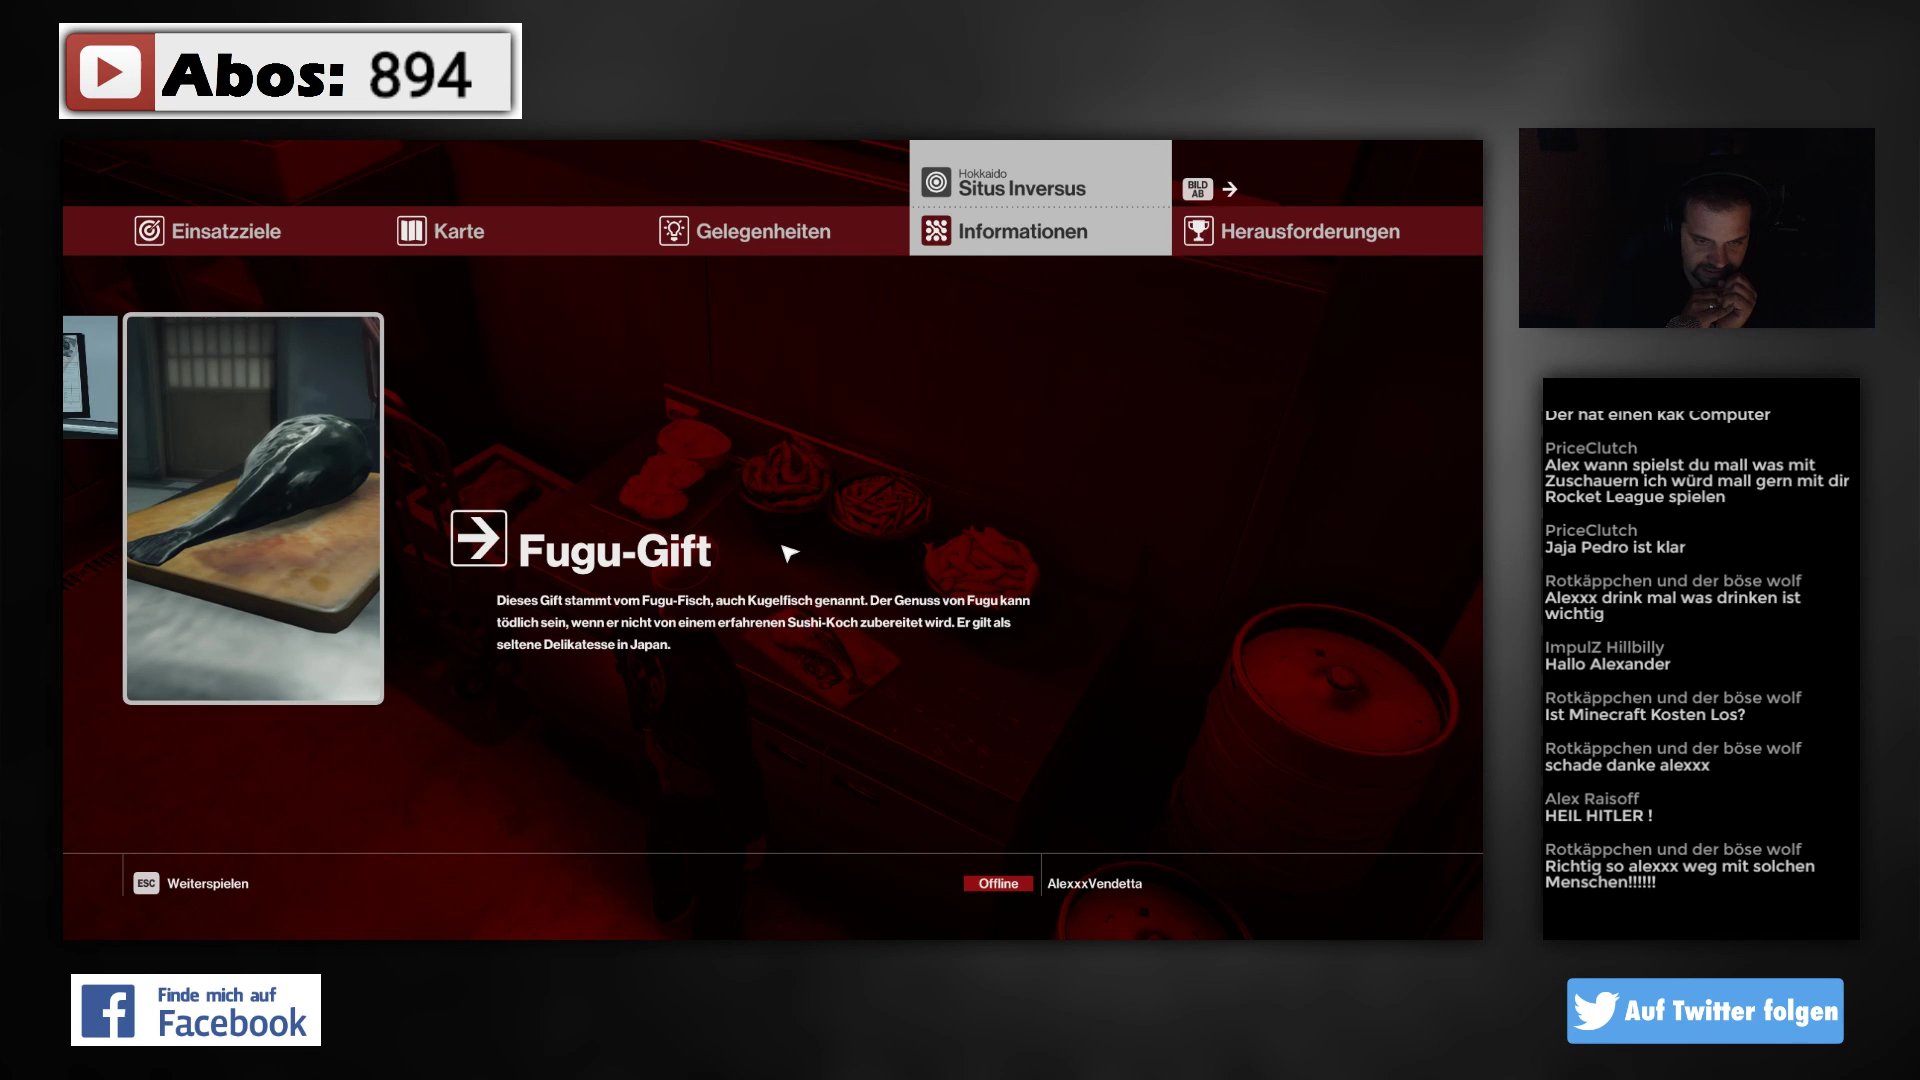 Abos: 894
Hokkaido
Situs Inversus
BILD
AB
Einsatzziele
Karte
Gelegenheiten
Informationen
Herausforderungen
Fugu-Gift
Dieses Gift stammt vom Fugu-Fisch, auch Kugelfisch genannt. Der Genuss von Fugu kann
tödlich sein, wenn er nicht von einem erfahrenen Sushi-Koch zubereitet wird. Er gilt als
seltene Delikatesse in Japan.
ESC Weiterspielen
Offline
AlexxxVendetta
Der hat einen kak Computer
PriceClutch
Alex wann spielst du mall was mit
Zuschauern ich würd mall gern mit dir
Rocket League spielen
PriceClutch
Jaja Pedro ist klar
Rotkäppchen und der böse wolf
Alexxx drink mal was drinken ist
wichtig
ImpulZ Hillbilly
Hallo Alexander
Rotkäppchen und der böse wolf
Ist Minecraft Kosten Los?
Rotkäppchen und der böse wolf
schade danke alexxx
Alex Raisoff
HEIL HITLER !
Rotkäppchen und der böse wolf
Richtig so alexxx weg mit solchen
Menschen!!!!!!
Finde mich auf
Facebook
Auf Twitter folgen